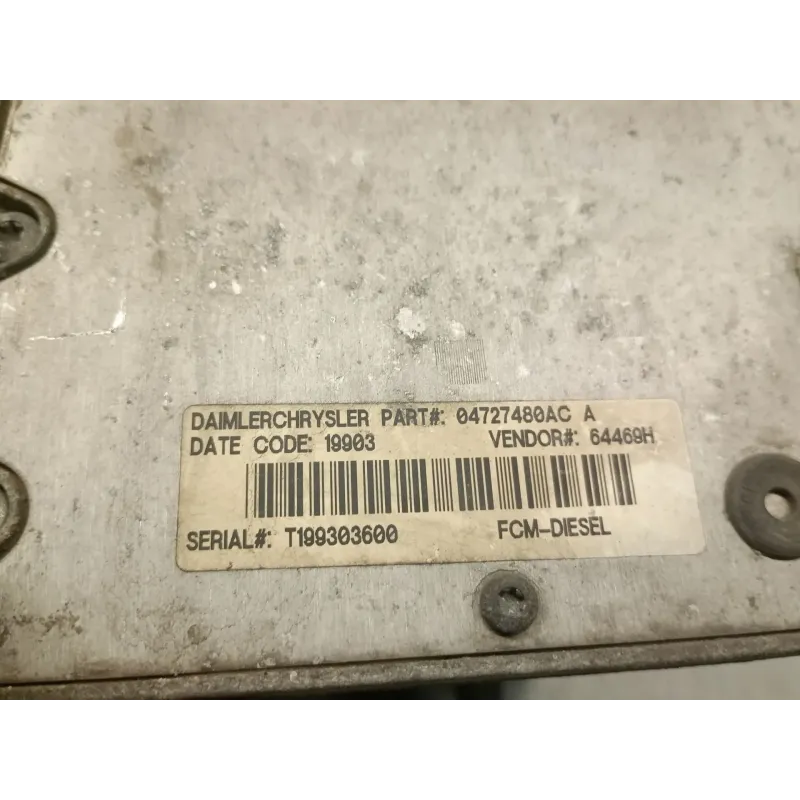 DAIMLERCHRYSLER PART#: 04727480AC A
DATE CODE: 19903 VENDOR#: 64469H
SERIAL#: T199303600 FCM-DIESEL